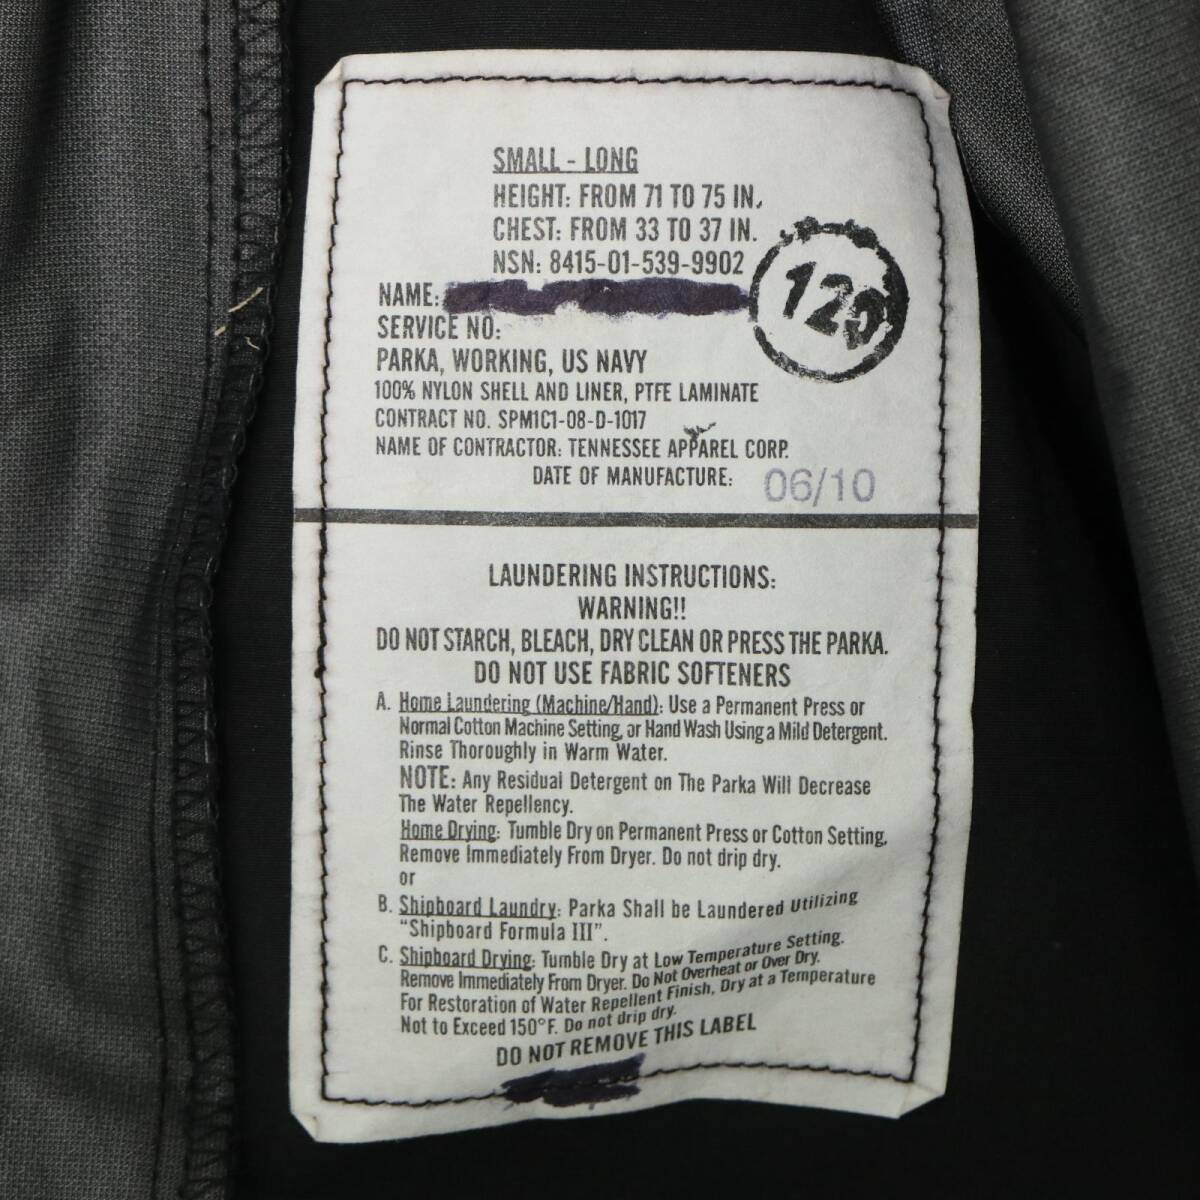 SMALL - LONG
HEIGHT: FROM 71 TO 75 IN.
CHEST: FROM 33 TO 37 IN.
NSN: 8415-01-539-9902
120
NAME:
SERVICE NO:
PARKA, WORKING, US NAVY
100% NYLON SHELL AND LINER, PTFE LAMINATE
CONTRACT NO. SPM1C1-08-D-1017
NAME OF CONTRACTOR: TENNESSEE APPAREL CORP.
DATE OF MANUFACTURE: 06/10
LAUNDERING INSTRUCTIONS:
WARNING!!
DO NOT STARCH, BLEACH, DRY CLEAN OR PRESS THE PARKA.
DO NOT USE FABRIC SOFTENERS
A. Home Laundering (Machine/Hand): Use a Permanent Press or
Normal Cotton Machine Setting, or Hand Wash Using a Mild Detergent.
Rinse Thoroughly in Warm Water.
NOTE: Any Residual Detergent on The Parka Will Decrease
The Water Repellency.
Home Drying: Tumble Dry on Permanent Press or Cotton Setting,
Remove Immediately From Dryer. Do not drip dry.
or
B. Shipboard Laundry: Parka Shall be Laundered Utilizing
"Shipboard Formula III".
C. Shipboard Drying: Tumble Dry at Low Temperature Setting.
Remove Immediately From Dryer. Do Not Overheat or Over Dry.
For Restoration of Water Repellent Finish, Dry at a Temperature
Not to Exceed 150°F. Do not drip dry.
DO NOT REMOVE THIS LABEL